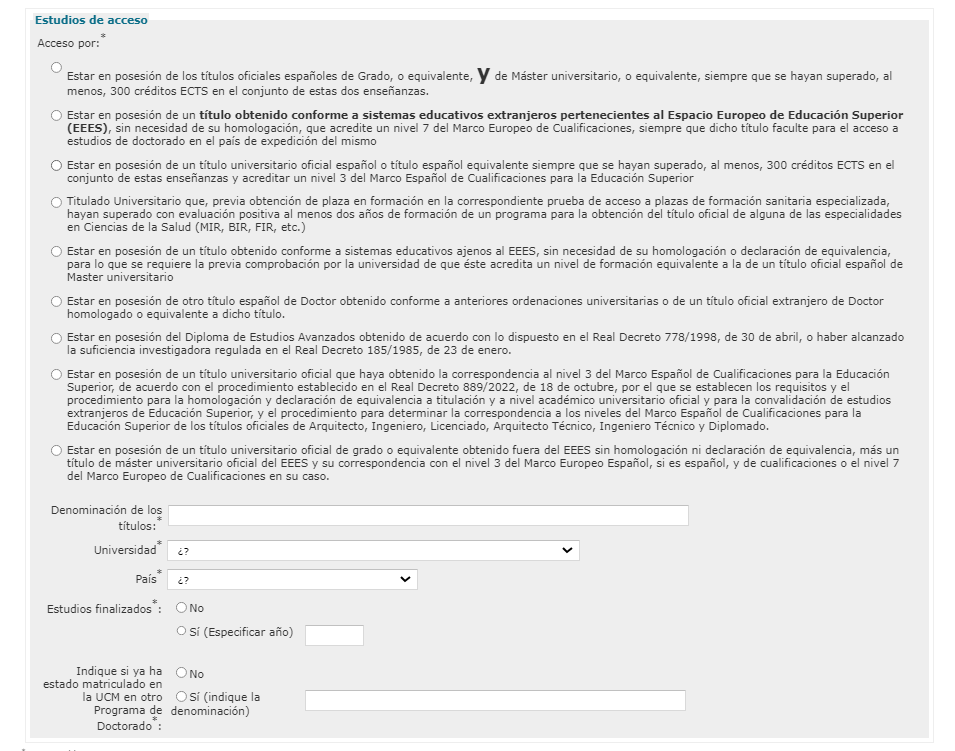 Estudios de acceso
Acceso por:*
Estar en posesión de los títulos oficiales españoles de Grado, o equivalente, y de Máster universitario, o equivalente, siempre que se hayan superado, al
menos, 300 créditos ECTS en el conjunto de estas dos enseñanzas.
Estar en posesión de un título obtenido conforme a sistemas educativos extranjeros pertenecientes al Espacio Europeo de Educación Superior
(EEES), sin necesidad de su homologación, que acredite un nivel 7 del Marco Europeo de Cualificaciones, siempre que dicho título faculte para el acceso a
estudios de doctorado en el país de expedición del mismo
Estar en posesión de un título universitario oficial español o título español equivalente siempre que se hayan superado, al menos, 300 créditos ECTS en el
conjunto de estas enseñanzas y acreditar un nivel 3 del Marco Español de Cualificaciones para la Educación Superior
Titulado Universitario que, previa obtención de plaza en formación en la correspondiente prueba de acceso a plazas de formación sanitaria especializada,
hayan superado con evaluación positiva al menos dos años de formación de un programa para la obtención del título oficial de alguna de las especialidades
en Ciencias de la Salud (MIR, BIR, FIR, etc.)
Estar en posesión de un título obtenido conforme a sistemas educativos ajenos al EEES, sin necesidad de su homologación o declaración de equivalencia,
para lo que se requiere la previa comprobación por la universidad de que éste acredita un nivel de formación equivalente a la de un título oficial español de
Master universitario
Estar en posesión de otro título español de Doctor obtenido conforme a anteriores ordenaciones universitarias o de un título oficial extranjero de Doctor
homologado o equivalente a dicho título.
Estar en posesión del Diploma de Estudios Avanzados obtenido de acuerdo con lo dispuesto en el Real Decreto 778/1998, de 30 de abril, o haber alcanzado
la suficiencia investigadora regulada en el Real Decreto 185/1985, de 23 de enero.
Estar en posesión de un título universitario oficial que haya obtenido la correspondencia al nivel 3 del Marco Español de Cualificaciones para la Educación
Superior, de acuerdo con el procedimiento establecido en el Real Decreto 889/2022, de 18 de octubre, por el que se establecen los requisitos y el
procedimiento para la homologación y declaración de equivalencia a titulación y a nivel académico universitario oficial y para la convalidación de estudios
extranjeros de Educación Superior, y el procedimiento para determinar la correspondencia a los niveles del Marco Español de Cualificaciones para la
Educación Superior de los títulos oficiales de Arquitecto, Ingeniero, Licenciado, Arquitecto Técnico, Ingeniero Técnico y Diplomado.
Estar en posesión de un título universitario oficial de grado o equivalente obtenido fuera del EEES sin homologación ni declaración de equivalencia, más un
título de máster universitario oficial del EEES y su correspondencia con el nivel 3 del Marco Europeo Español, si es español, y de cualificaciones o el nivel 7
del Marco Europeo de Cualificaciones en su caso.
Denominación de los
títulos:*
Universidad* ¿?
País* ¿?
Estudios finalizados*: No
Sí (Especificar año)
Indique si ya ha
estado matriculado en
la UCM en otro
Programa de
Doctorado*:
No
Sí (indique la
denominación)